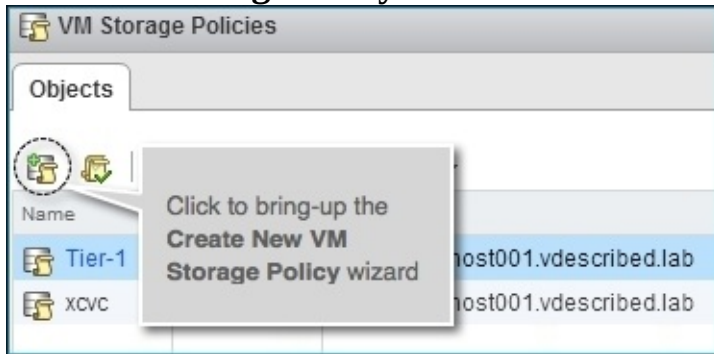 VM Storage Policies
Objects
Name
Click to bring-up the
Create New VM
Storage Policy wizard
Tier-1
host001.vdescribed.lab
xcvc
host001.vdescribed.lab